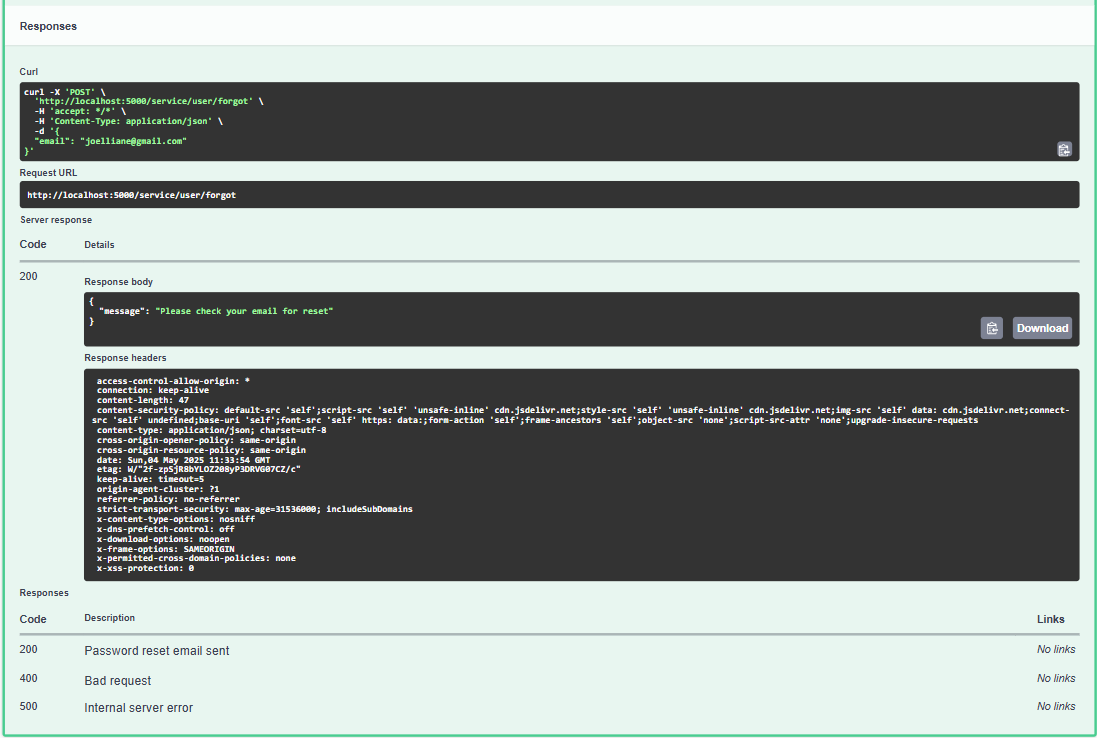 Responses
Curl
curl -X 'POST' \
'http://localhost:5000/service/user/forgot' \
-H 'accept: */*' \
-H 'Content-Type: application/json' \
-d '{
"email": "joelliane@gmail.com"
}'
Request URL
http://localhost:5000/service/user/forgot
Server response
Code Details
200
Response body
{
"message": "Please check your email for reset"
}
Download
Response headers
access-control-allow-origin: *
connection: keep-alive
content-length: 47
content-security-policy: default-src 'self';script-src 'self' 'unsafe-inline' cdn.jsdelivr.net;style-src 'self' 'unsafe-inline' cdn.jsdelivr.net;img-src 'self' data: cdn.jsdelivr.net;connect-
src 'self' undefined;base-uri 'self';font-src 'self' https: data:;form-action 'self';frame-ancestors 'self';object-src 'none';script-src-attr 'none';upgrade-insecure-requests
content-type: application/json; charset=utf-8
cross-origin-opener-policy: same-origin
cross-origin-resource-policy: same-origin
date: Sun,04 May 2025 11:33:54 GMT
etag: W/"2f-zpSjR8bYLOZ208yP3DRVG07CZ/c"
keep-alive: timeout=5
origin-agent-cluster: ?1
referrer-policy: no-referrer
strict-transport-security: max-age=31536000; includeSubDomains
x-content-type-options: nosniff
x-dns-prefetch-control: off
x-download-options: noopen
x-frame-options: SAMEORIGIN
x-permitted-cross-domain-policies: none
x-xss-protection: 0
Responses
Code Description Links
200 Password reset email sent No links
400 Bad request No links
500 Internal server error No links